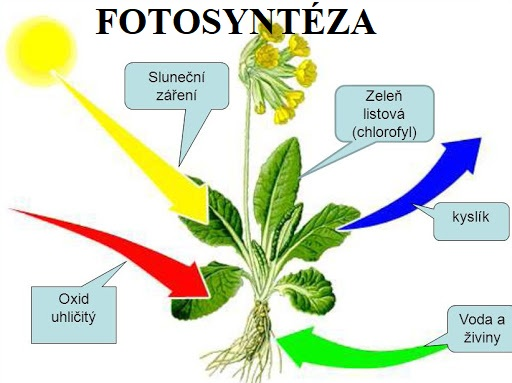 FOTOSYNTÉZA
Sluneční
záření
Zeleň
listová
(chlorofyl)
kyslík
Oxid
uhličitý
Voda a
živiny